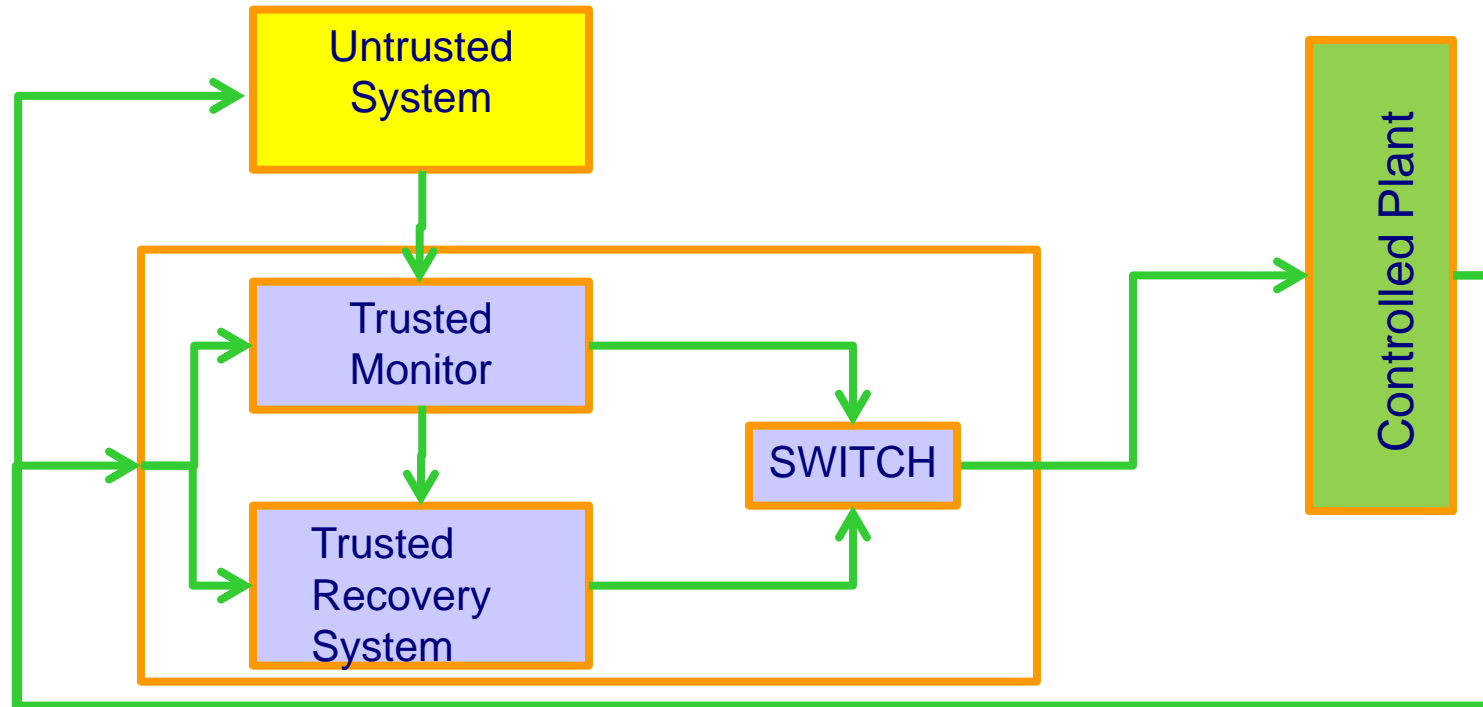 Untrusted
System
Trusted
Monitor
SWITCH
Trusted
Recovery
System
Controlled Plant